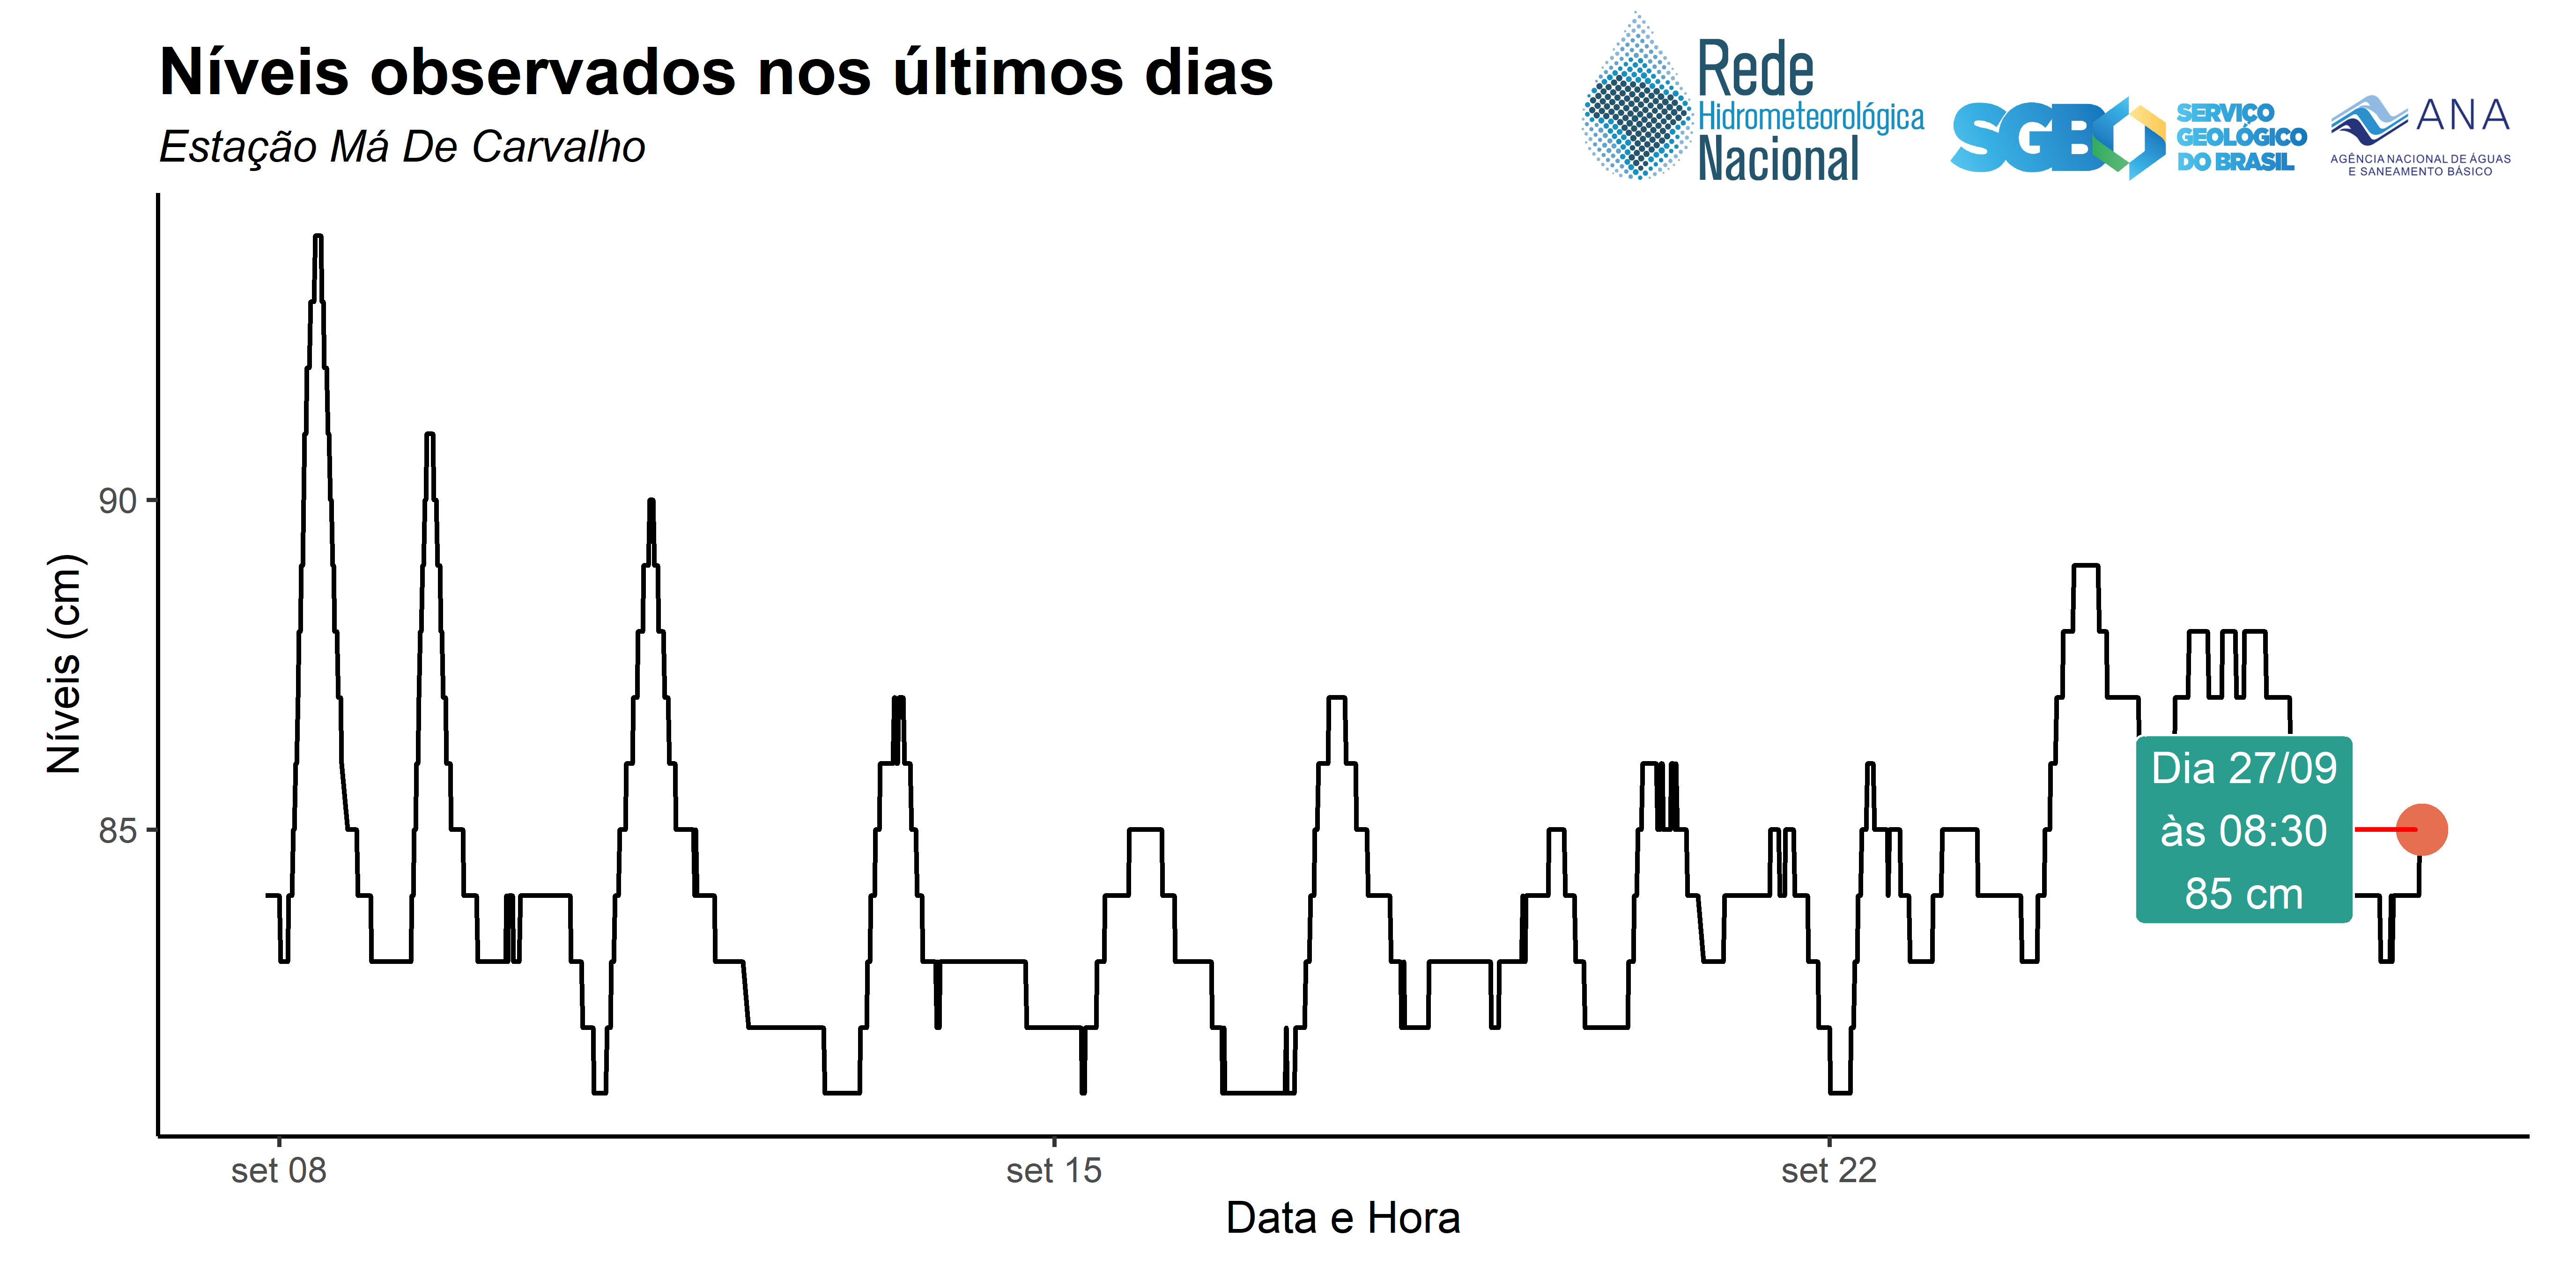 Níveis observados nos últimos dias
Estação Má De Carvalho
Rede
Hidrometeorológica
Nacional
SGB
SERVIÇO
GEOLÓGICO
DO BRASIL
ANA
AGÊNCIA NACIONAL DE ÁGUAS
E SANEAMENTO BÁSICO
Níveis (cm)
90
85
Dia 27/09
às 08:30
85 cm
set 08
set 15
set 22
Data e Hora